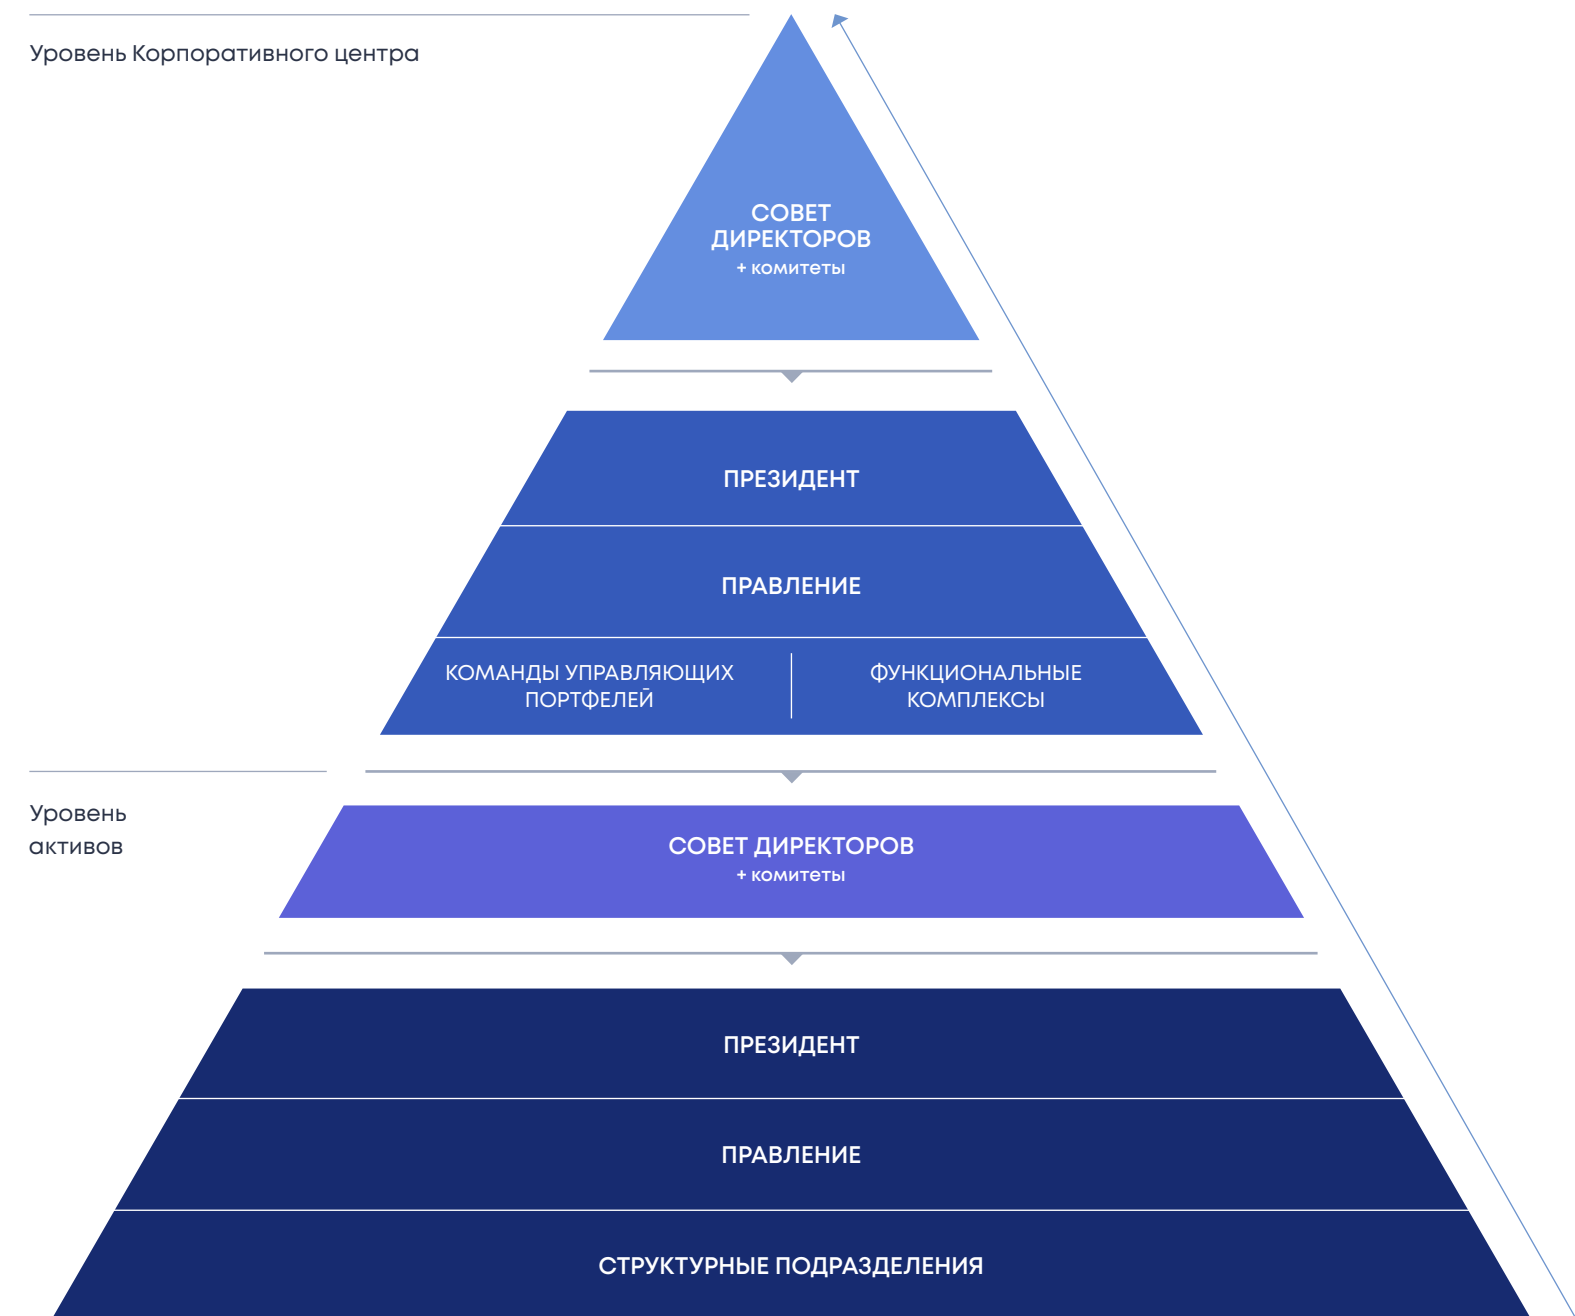 Уровень Корпоративного центра
СОВЕТ
ДИРЕКТОРОВ
+ комитеты
ПРЕЗИДЕНТ
ПРАВЛЕНИЕ
КОМАНДЫ УПРАВЛЯЮЩИХ
ПОРТФЕЛЕЙ
ФУНКЦИОНАЛЬНЫЕ
КОМПЛЕКСЫ
Уровень
активов
СОВЕТ ДИРЕКТОРОВ
+ комитеты
ПРЕЗИДЕНТ
ПРАВЛЕНИЕ
СТРУКТУРНЫЕ ПОДРАЗДЕЛЕНИЯ